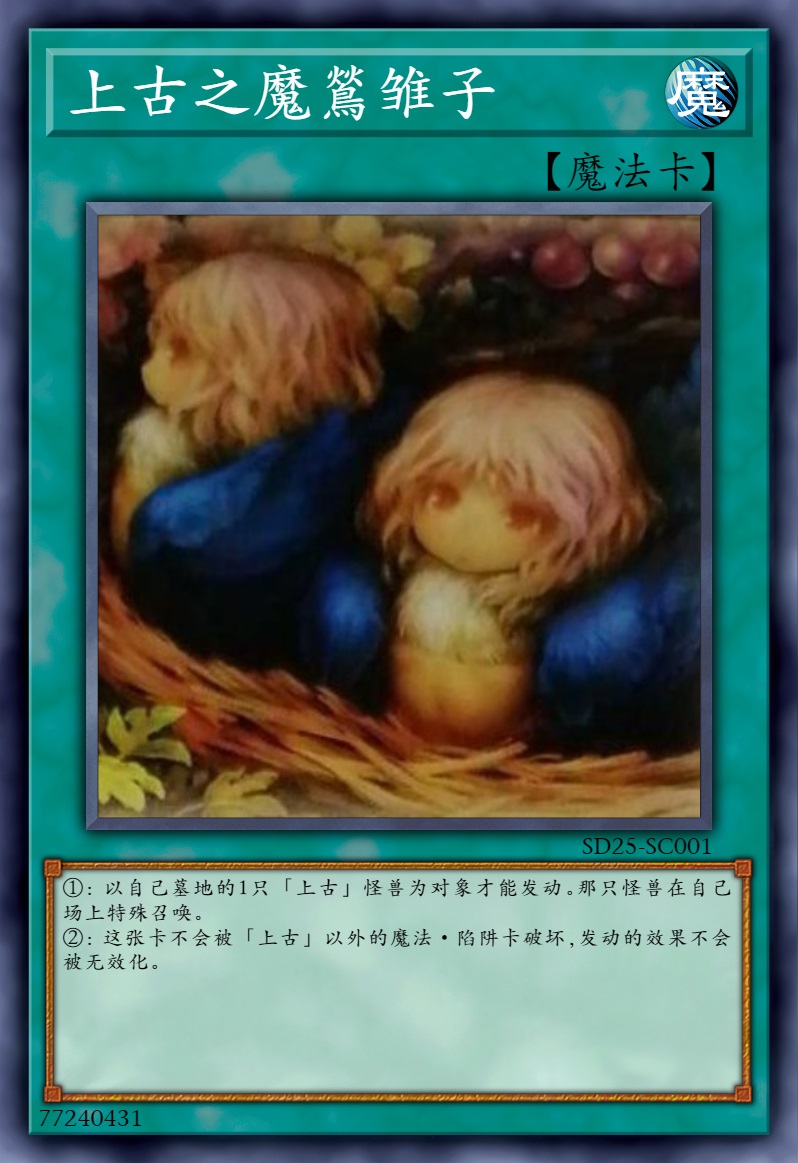 上古之魔鶯雏子
魔
【魔法卡】
SD25-SC001
①：以自己墓地的1只「上古」怪兽为对象才能发动。那只怪兽在自己
场上特殊召唤。
②：这张卡不会被「上古」以外的魔法・陷阱卡破坏,发动的效果不会
被无效化。
77240431